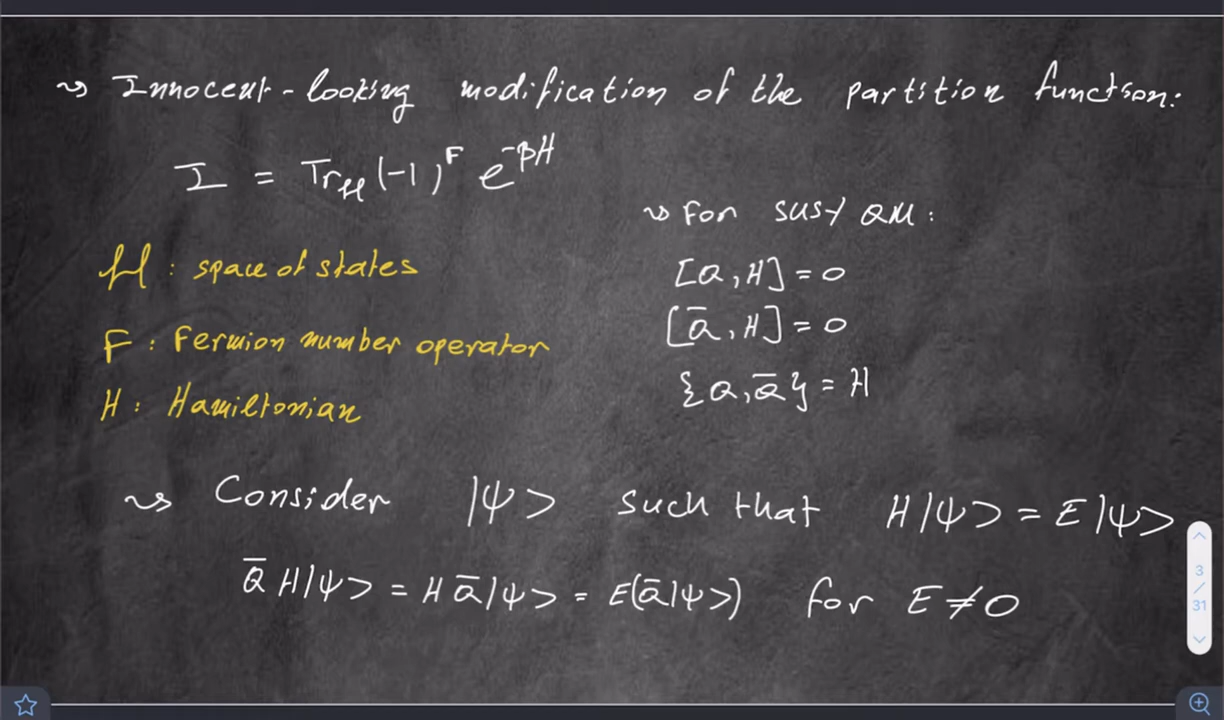 ⇝ Innocent-looking modification of the partition function:
I = Tr_ℋ (-1)^F e^{-βH}
⇝ For SUSY QM:
ℋ : space of states
[Q,H] = 0
F : Fermion number operator
[Q̄,H] = 0
H : Hamiltonian
{Q,Q̄} = H
⇝ Consider |ψ> such that H|ψ> = E|ψ>
Q̄H|ψ> = HQ̄|ψ> = E(Q̄|ψ>) for E≠0
3
/
31